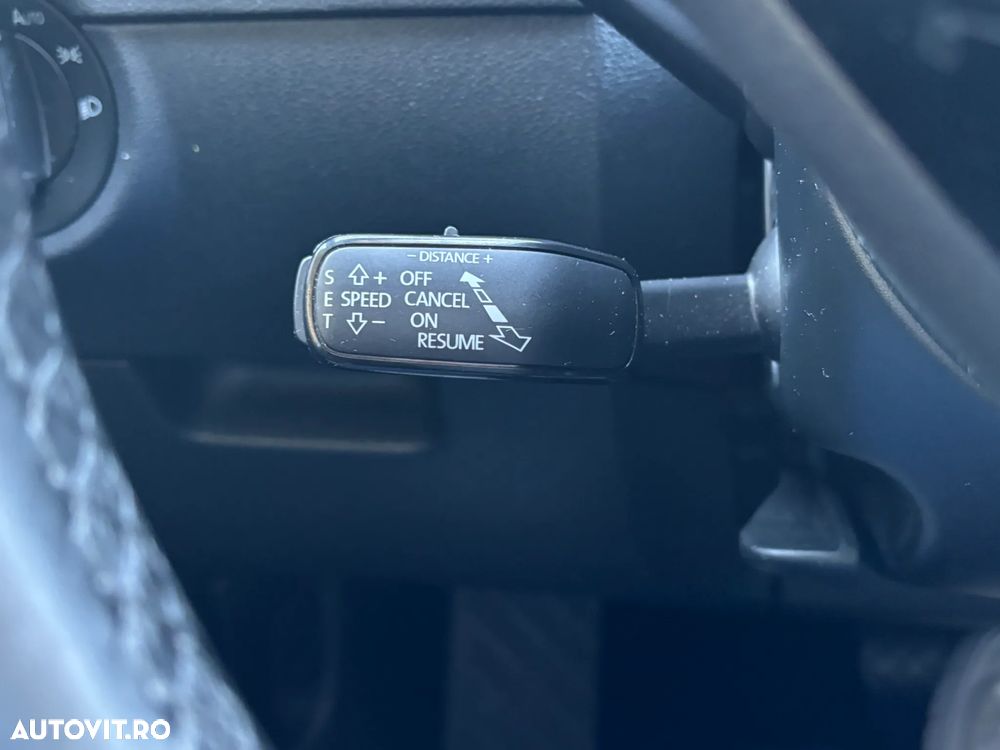 AUTO
− DISTANCE +
S + OFF
E SPEED CANCEL
T − ON
RESUME
AUTOVIT.RO